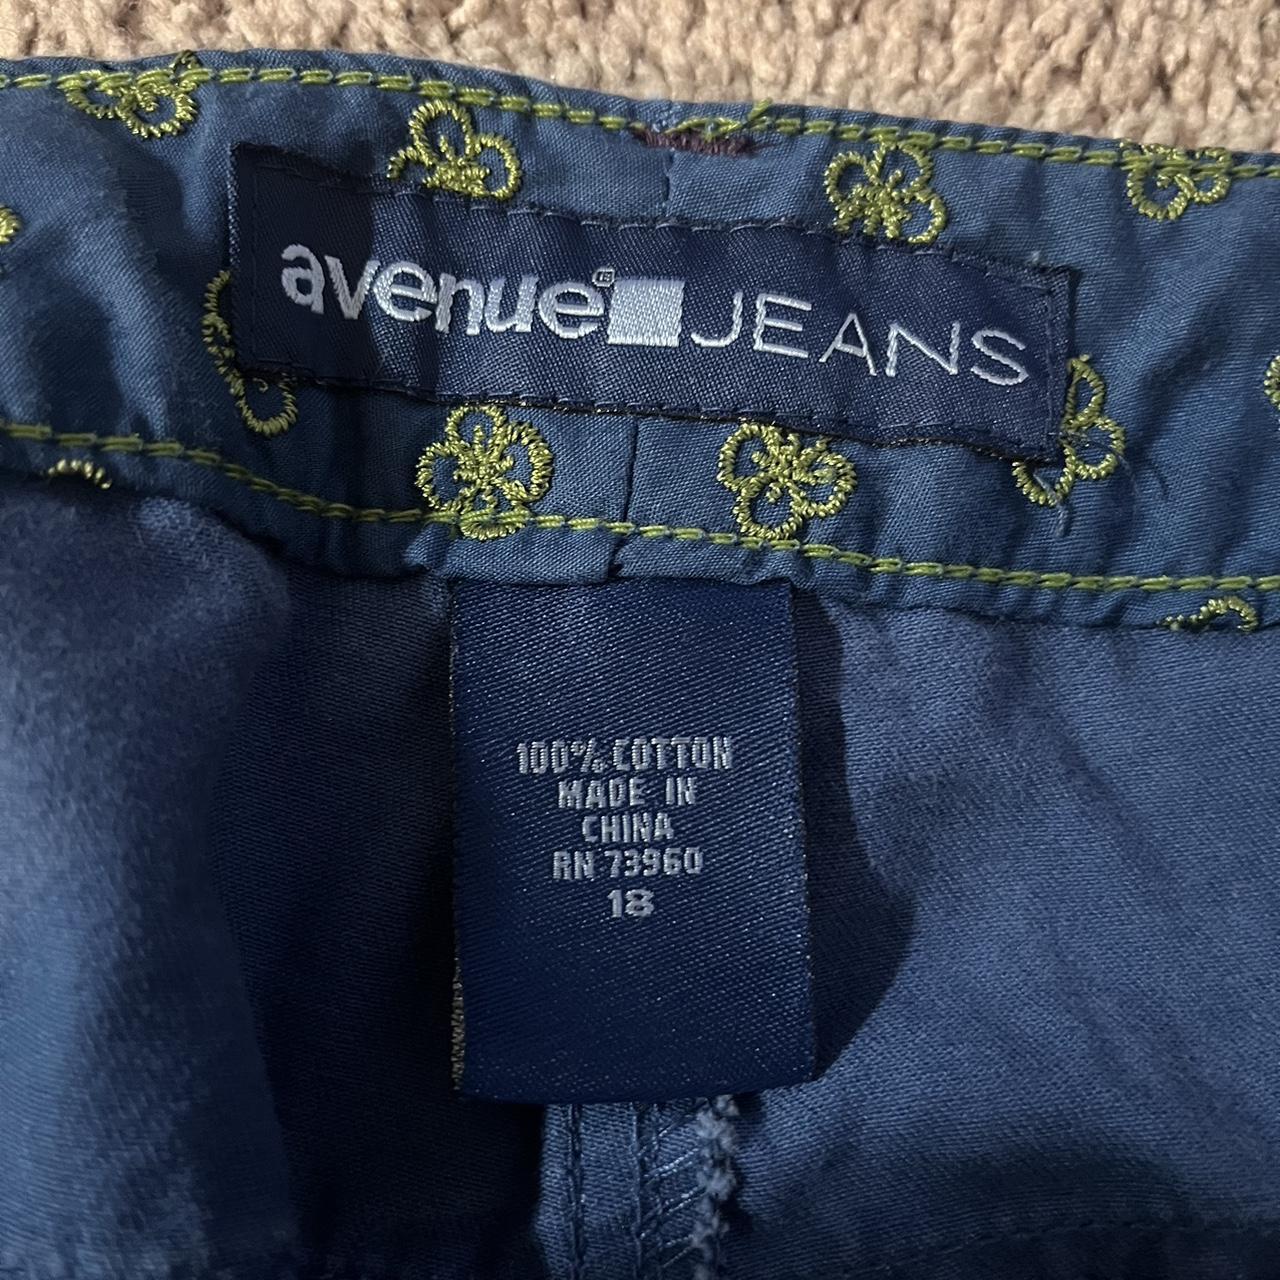 avenue JEANS
100% COTTON
MADE IN
CHINA
RN 73960
18